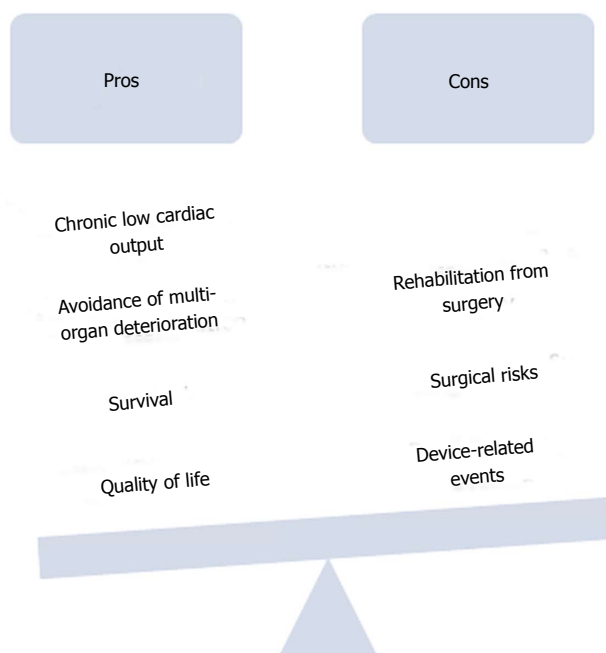 Pros
Cons
Chronic low cardiac
output
Avoidance of multi-
organ deterioration
Survival
Quality of life
Rehabilitation from
surgery
Surgical risks
Device-related
events